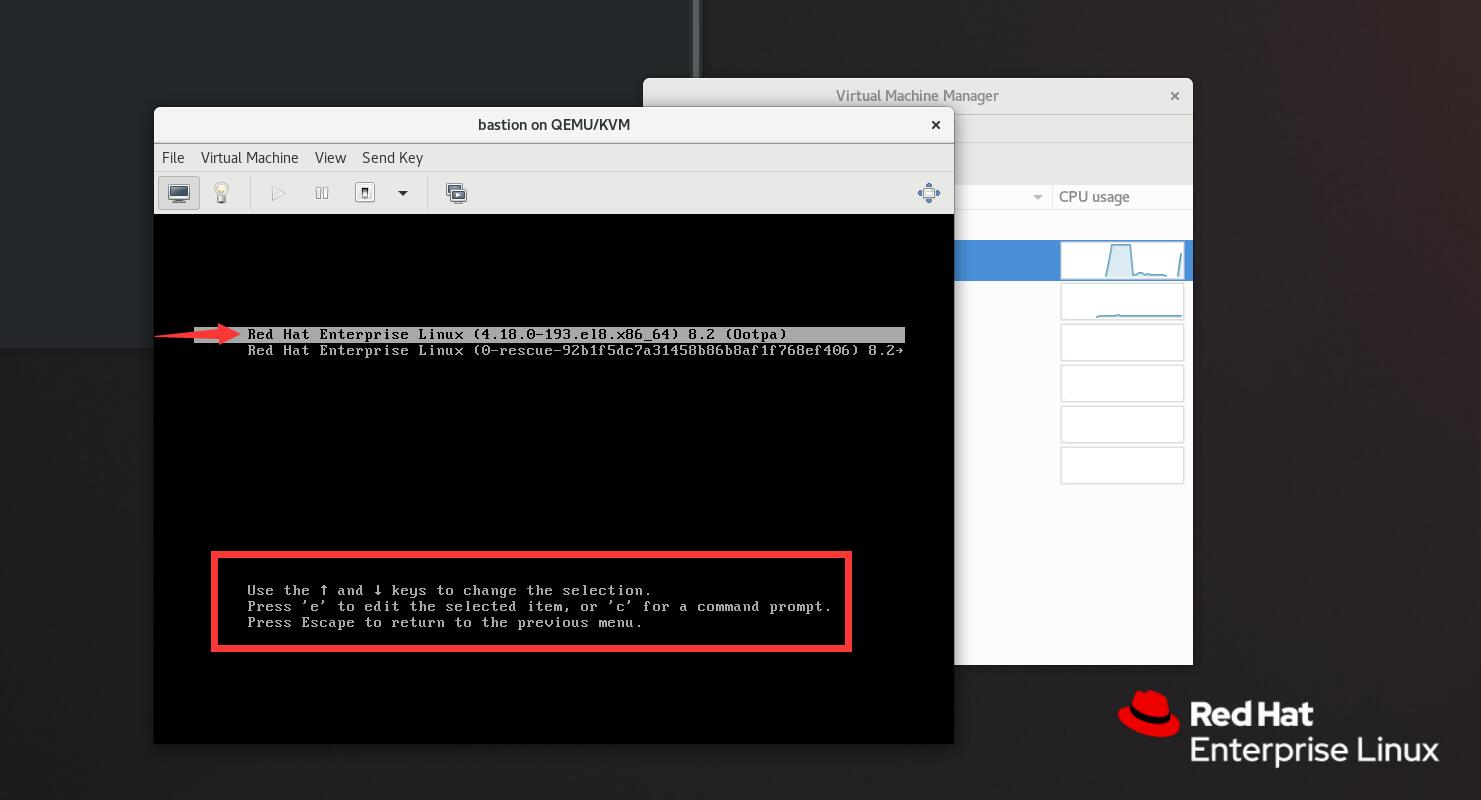 Virtual Machine Manager
bastion on QEMU/KVM
File Virtual Machine View Send Key
CPU usage
Red Hat Enterprise Linux (4.18.0-193.el8.x86_64) 8.2 (Ootpa)
Red Hat Enterprise Linux (0-rescue-92b1f5dc7a31458b86b8af1f768ef406) 8.2→
Use the ↑ and ↓ keys to change the selection.
Press 'e' to edit the selected item, or 'c' for a command prompt.
Press Escape to return to the previous menu.
Red Hat
Enterprise Linux